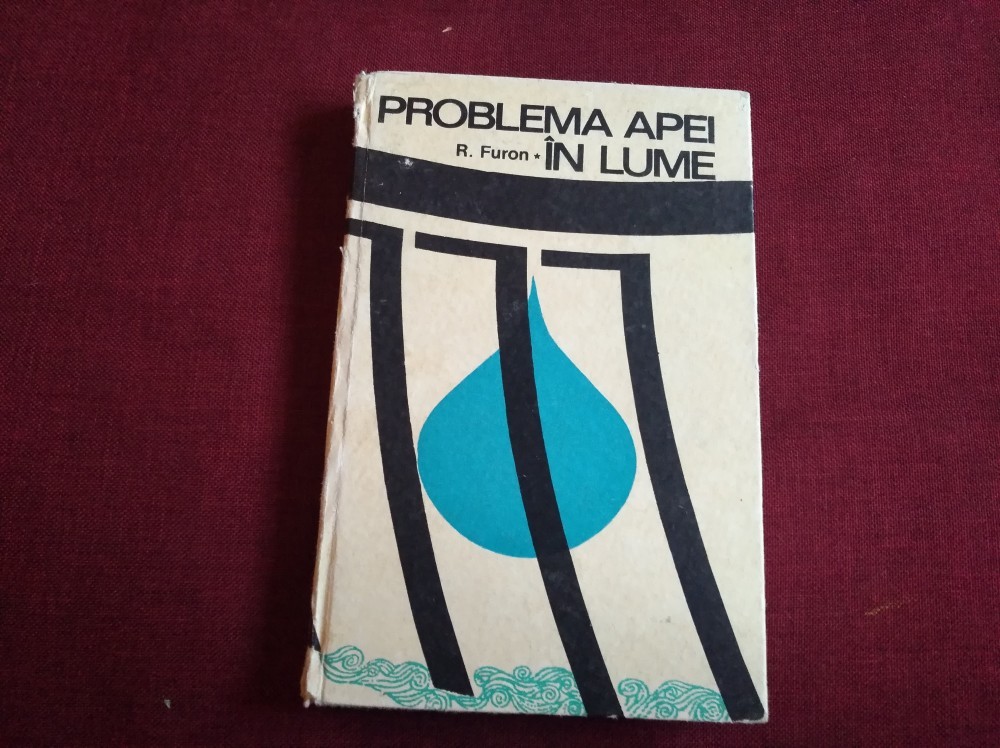 PROBLEMA APEI
R. Furon * ÎN LUME